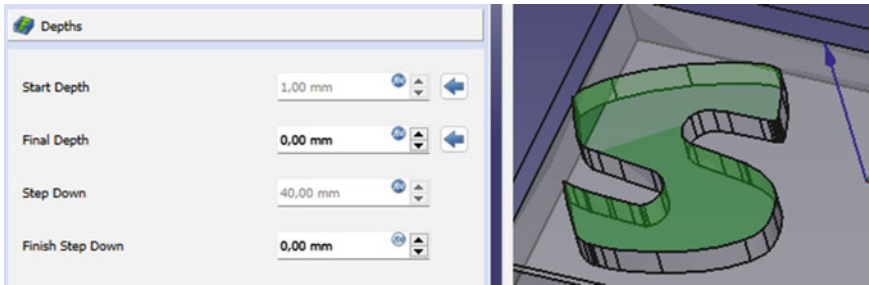 Depths
Start Depth 1,00 mm
Final Depth 0,00 mm
Step Down 40,00 mm
Finish Step Down 0,00 mm